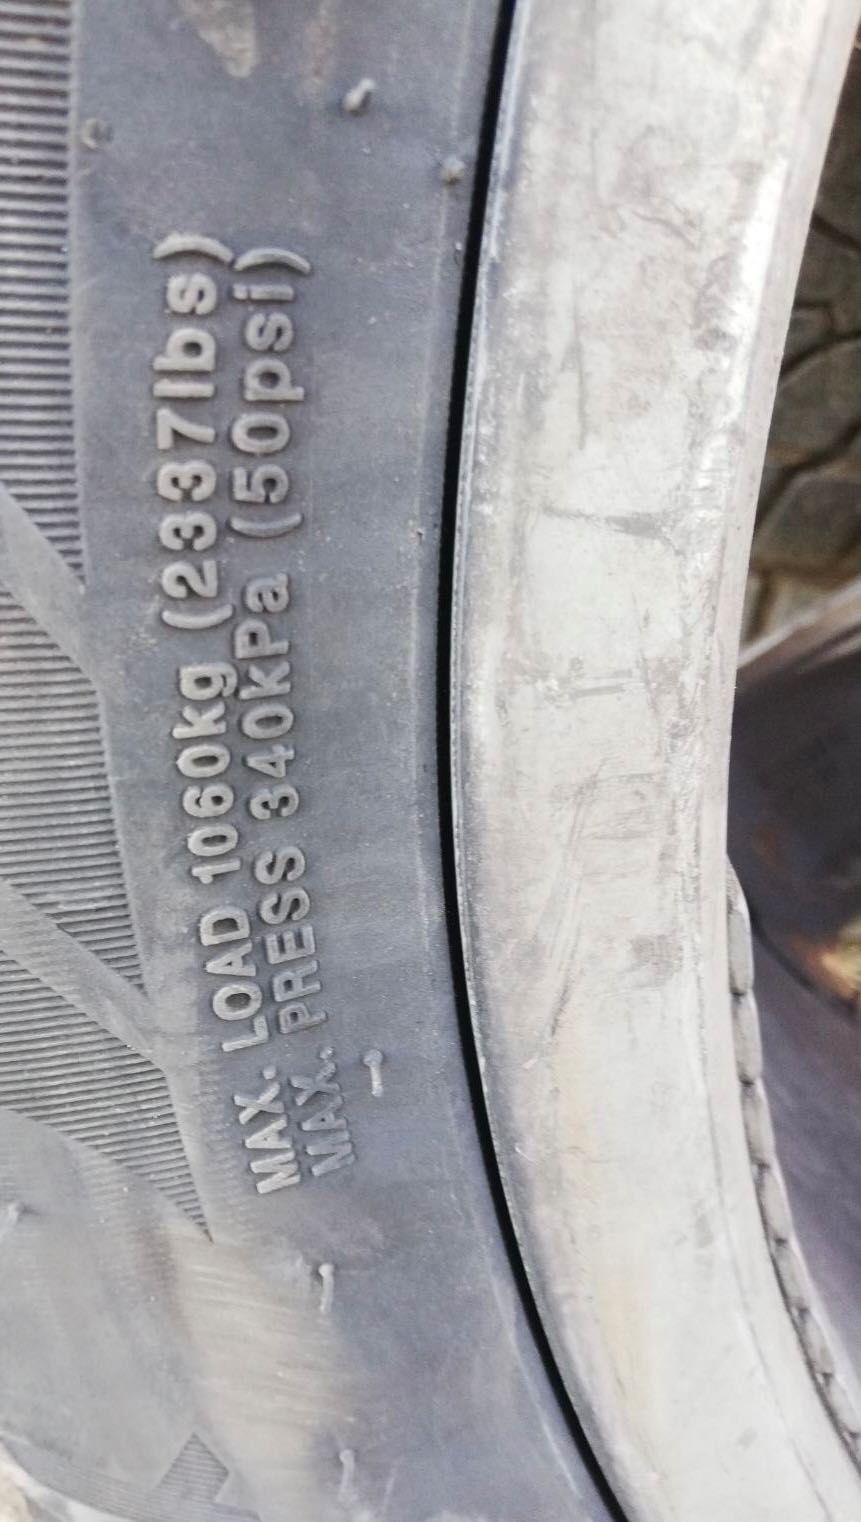 MAX. LOAD 1060kg (2337lbs)
MAX. PRESS 340kPa (50psi)